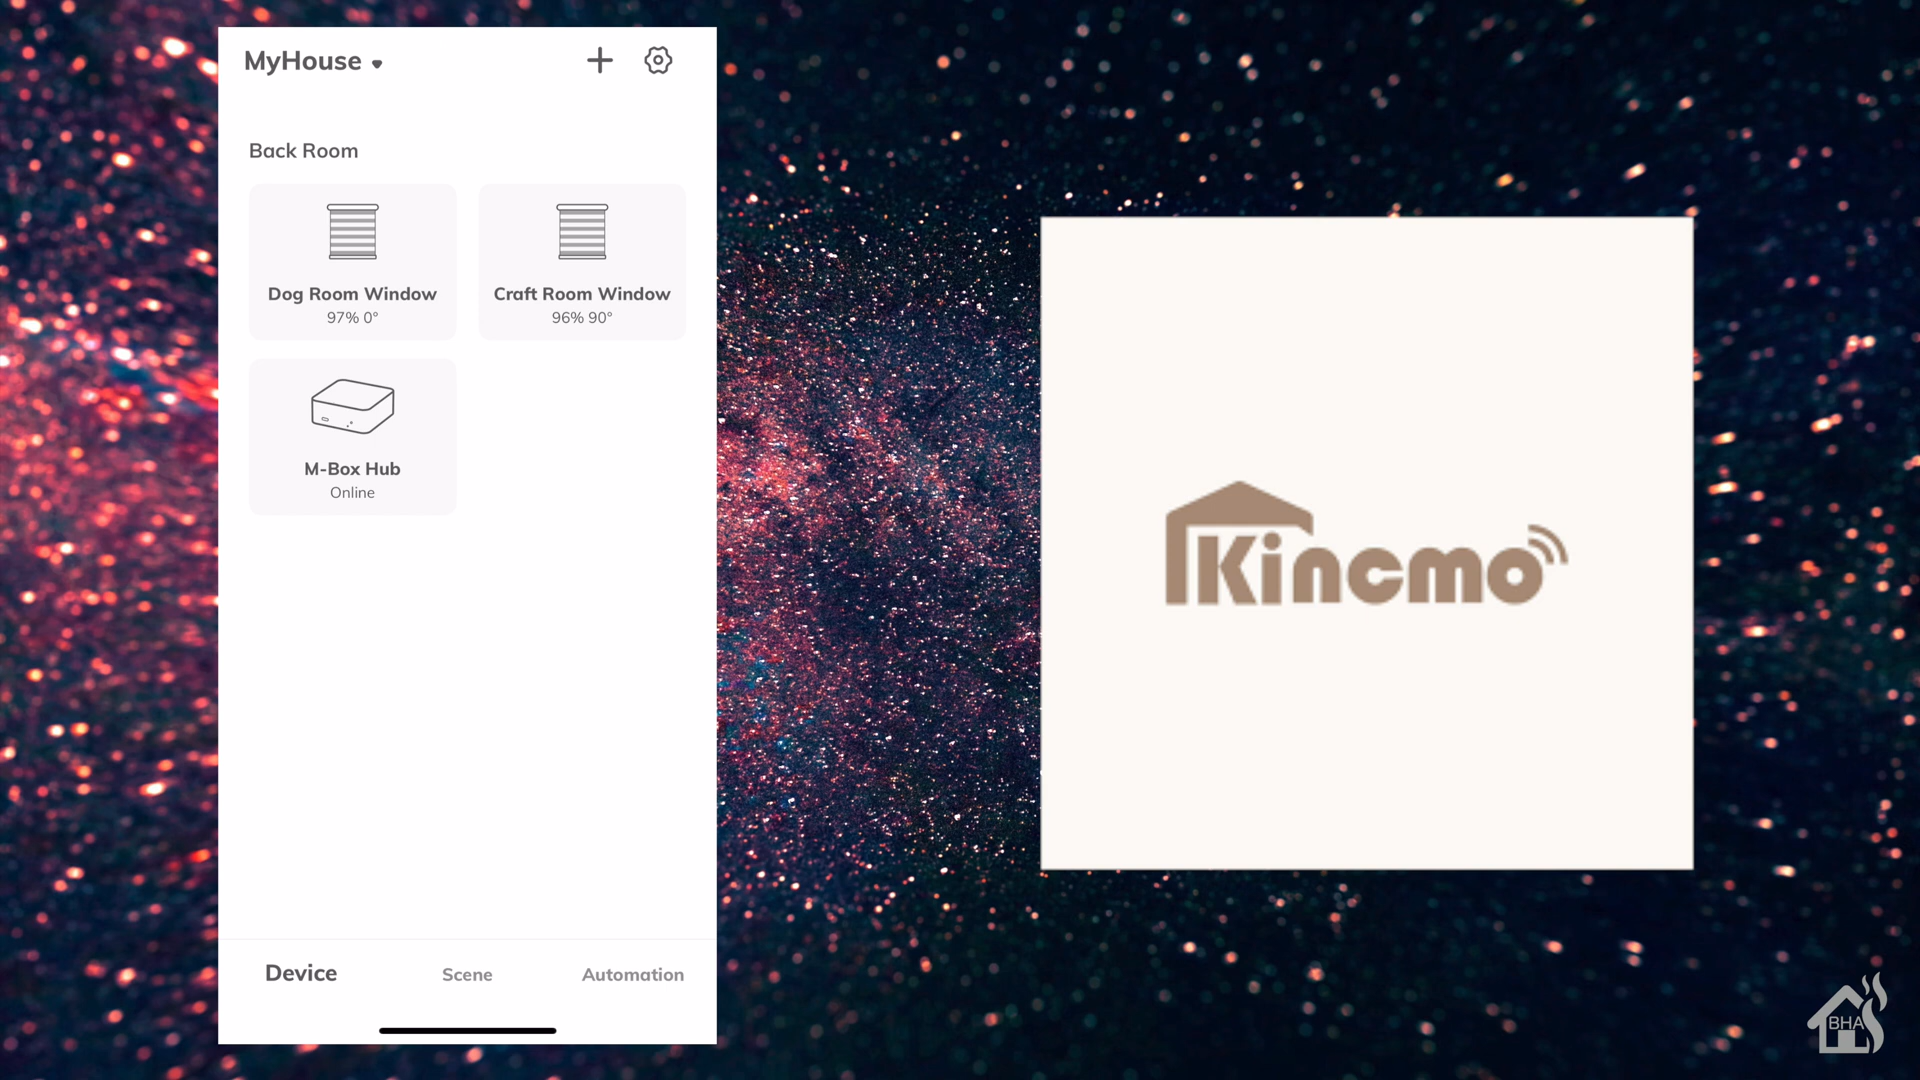 MyHouse
Back Room
Dog Room Window
97% 0°
Craft Room Window
96% 90°
M-Box Hub
Online
Device
Scene
Automation
Kincmo
BHA